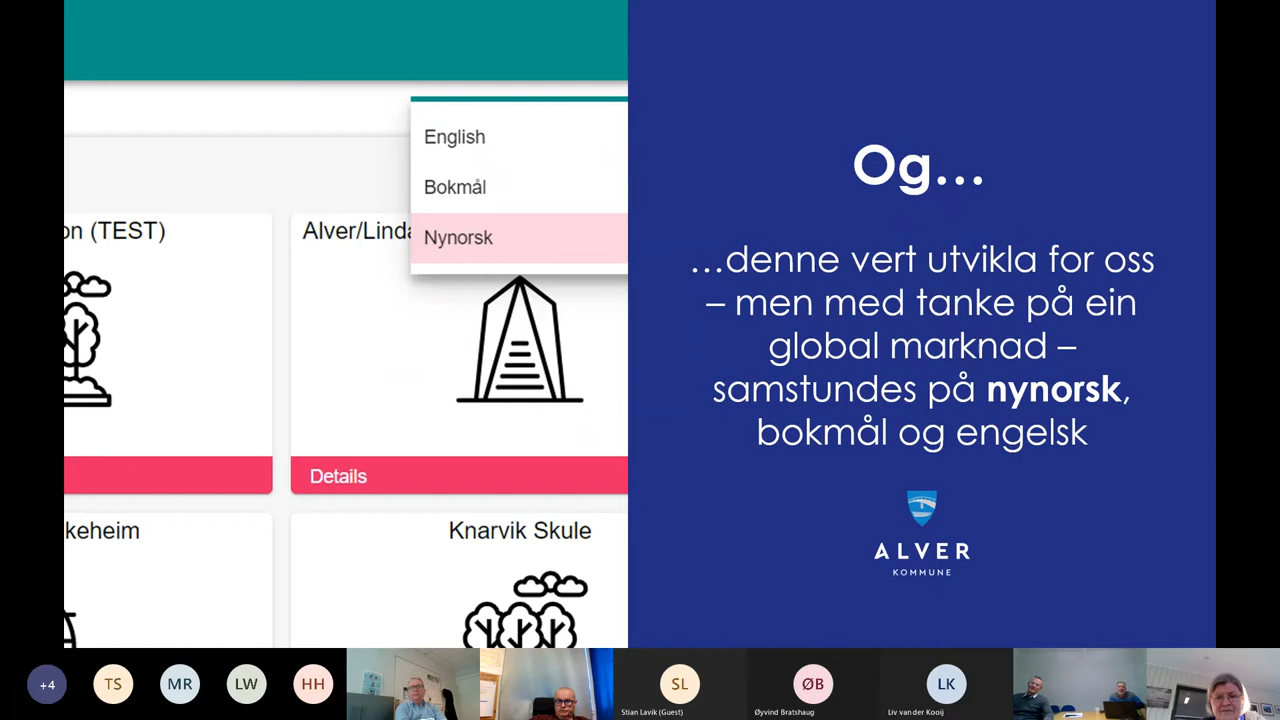 English
Bokmål
Nynorsk
on (TEST)
Alver/Linda
Details
keheim
Knarvik Skule
Og...
...denne vert utvikla for oss
– men med tanke på ein
global marknad –
samstundes på nynorsk,
bokmål og engelsk
ALVER
KOMMUNE
+4
TS
MR
LW
HH
SL
Stian Lavik (Guest)
ØB
Øyvind Bratshaug
LK
Liv van der Kooij